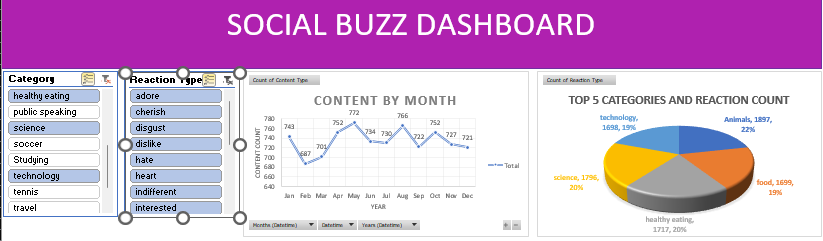 SOCIAL BUZZ DASHBOARD
Category
healthy eating
public speaking
science
soccer
Studying
technology
tennis
travel
Reaction Type
adore
cherish
disgust
dislike
hate
heart
indifferent
interested
Count of Content Type
CONTENT BY MONTH
CONTENT COUNT
780
760
740
720
700
680
660
640
743
687
701
752
772
734
730
766
722
752
727
721
Jan Feb Mar Apr May Jun Jul Aug Sep Oct Nov Dec
YEAR
Total
Months (Datetime)
Datetime
Years (Datetime)
Count of Reaction Type
TOP 5 CATEGORIES AND REACTION COUNT
technology,
1698, 19%
Animals, 1897,
22%
science, 1796,
20%
food, 1699,
19%
healthy eating,
1717, 20%